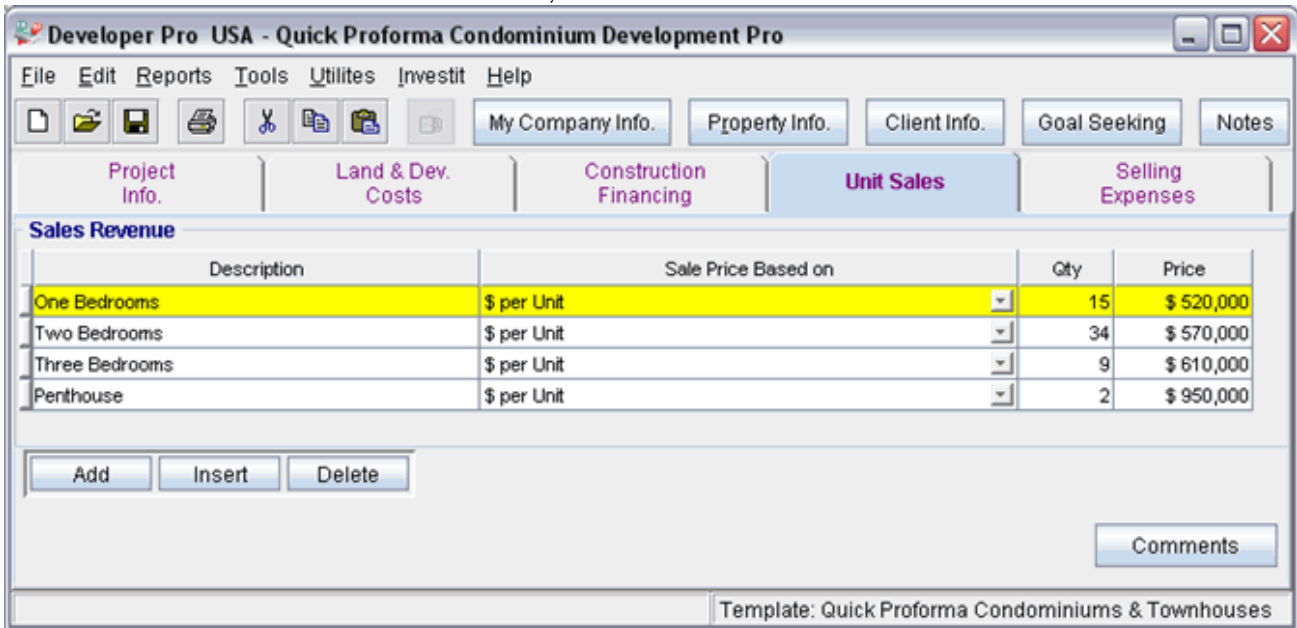 Developer Pro USA - Quick Proforma Condominium Development Pro
File Edit Reports Tools Utilites Investit Help
My Company Info. Property Info. Client Info. Goal Seeking Notes
Project Info. Land & Dev. Costs Construction Financing Unit Sales Selling Expenses
Sales Revenue
Description Sale Price Based on Qty Price
One Bedrooms $ per Unit 15 $ 520,000
Two Bedrooms $ per Unit 34 $ 570,000
Three Bedrooms $ per Unit 9 $ 610,000
Penthouse $ per Unit 2 $ 950,000
Add Insert Delete
Comments
Template: Quick Proforma Condominiums & Townhouses